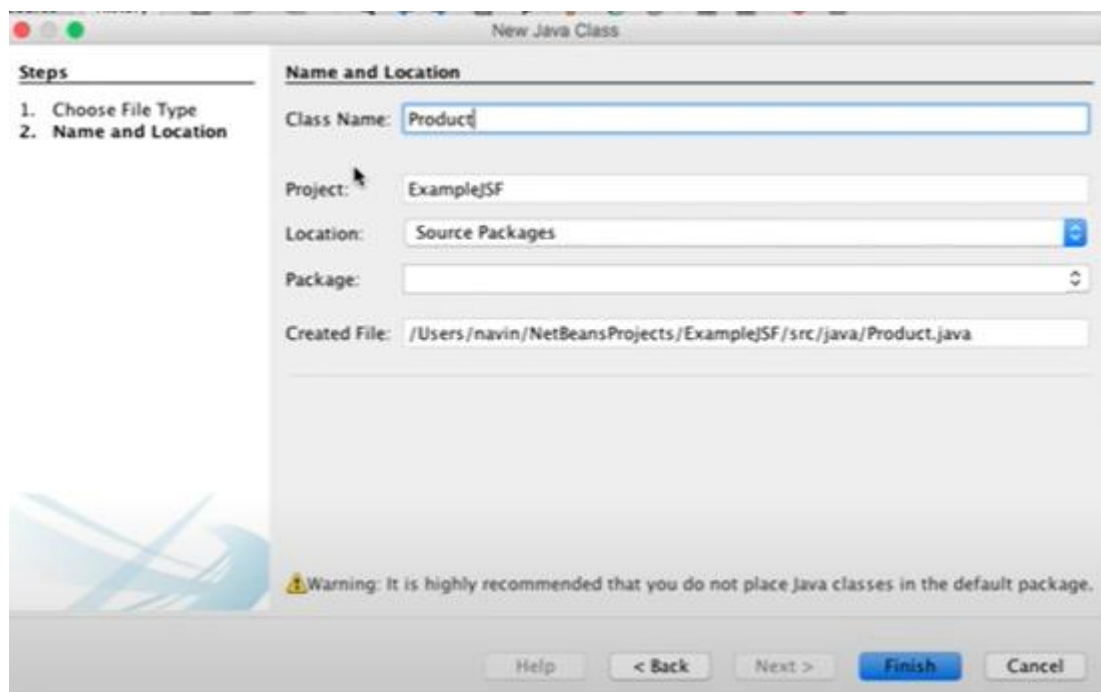 New Java Class
Steps
1. Choose File Type
2. Name and Location
Name and Location
Class Name: Product
Project: ExampleJSF
Location: Source Packages
Package:
Created File: /Users/navin/NetBeansProjects/ExampleJSF/src/java/Product.java
Warning: It is highly recommended that you do not place Java classes in the default package.
Help < Back Next > Finish Cancel